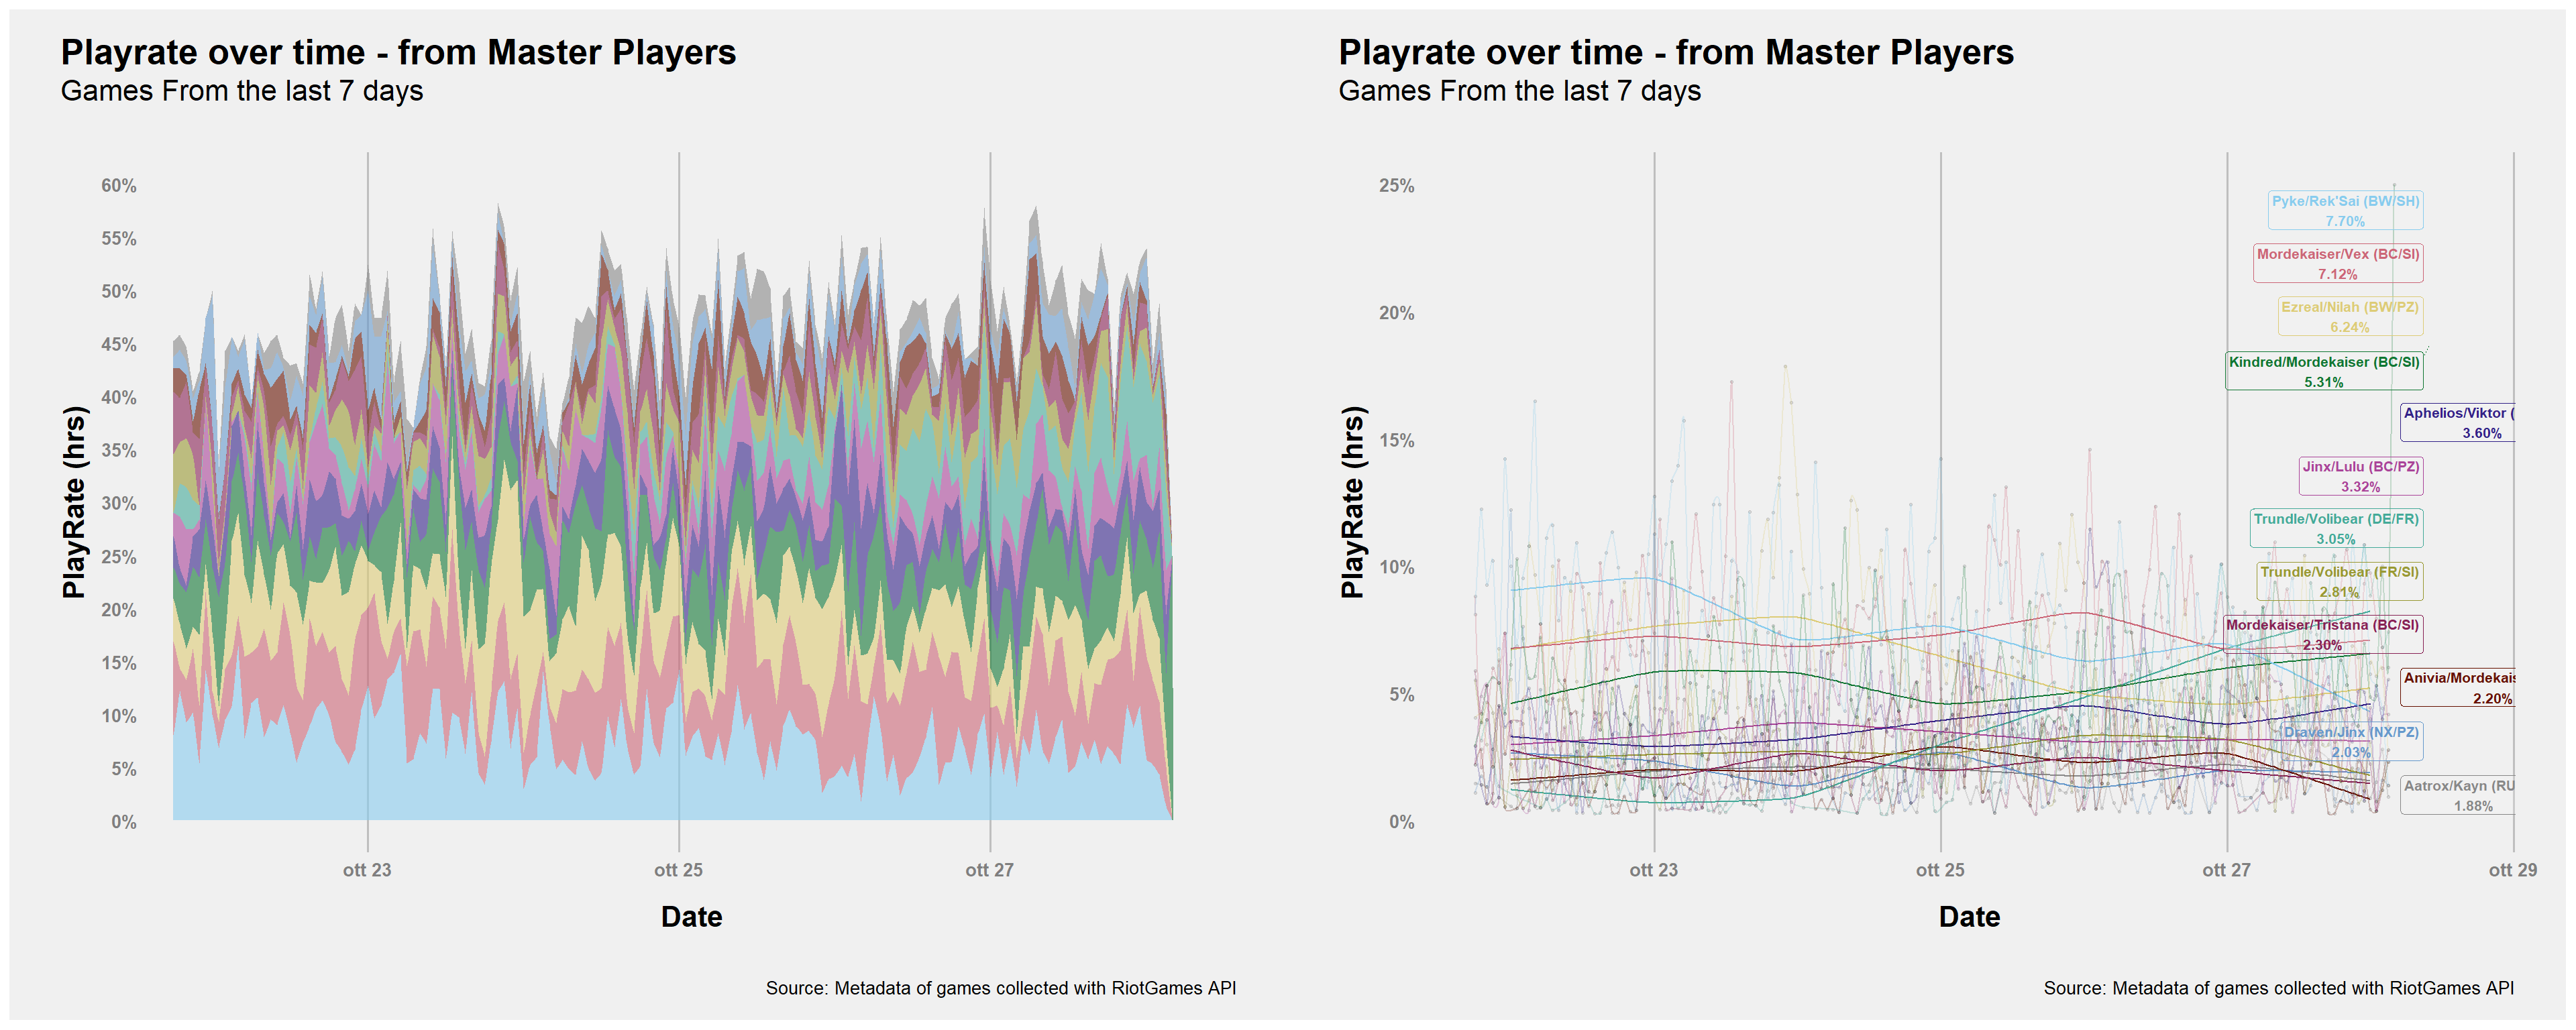 Playrate over time - from Master Players
Games From the last 7 days
PlayRate (hrs)
60%
55%
50%
45%
40%
35%
30%
25%
20%
15%
10%
5%
0%
ott 23
ott 25
ott 27
Date
Source: Metadata of games collected with RiotGames API
Playrate over time - from Master Players
Games From the last 7 days
PlayRate (hrs)
25%
20%
15%
10%
5%
0%
Pyke/Rek'Sai (BW/SH)
7.70%
Mordekaiser/Vex (BC/SI)
7.12%
Ezreal/Nilah (BW/PZ)
6.24%
Kindred/Mordekaiser (BC/SI)
5.31%
Aphelios/Viktor (
3.60%
Jinx/Lulu (BC/PZ)
3.32%
Trundle/Volibear (DE/FR)
3.05%
Trundle/Volibear (FR/SI)
2.81%
Mordekaiser/Tristana (BC/SI)
2.30%
Anivia/Mordekais
2.20%
Draven/Jinx (NX/PZ)
2.03%
Aatrox/Kayn (RU
1.88%
ott 23
ott 25
ott 27
ott 29
Date
Source: Metadata of games collected with RiotGames API